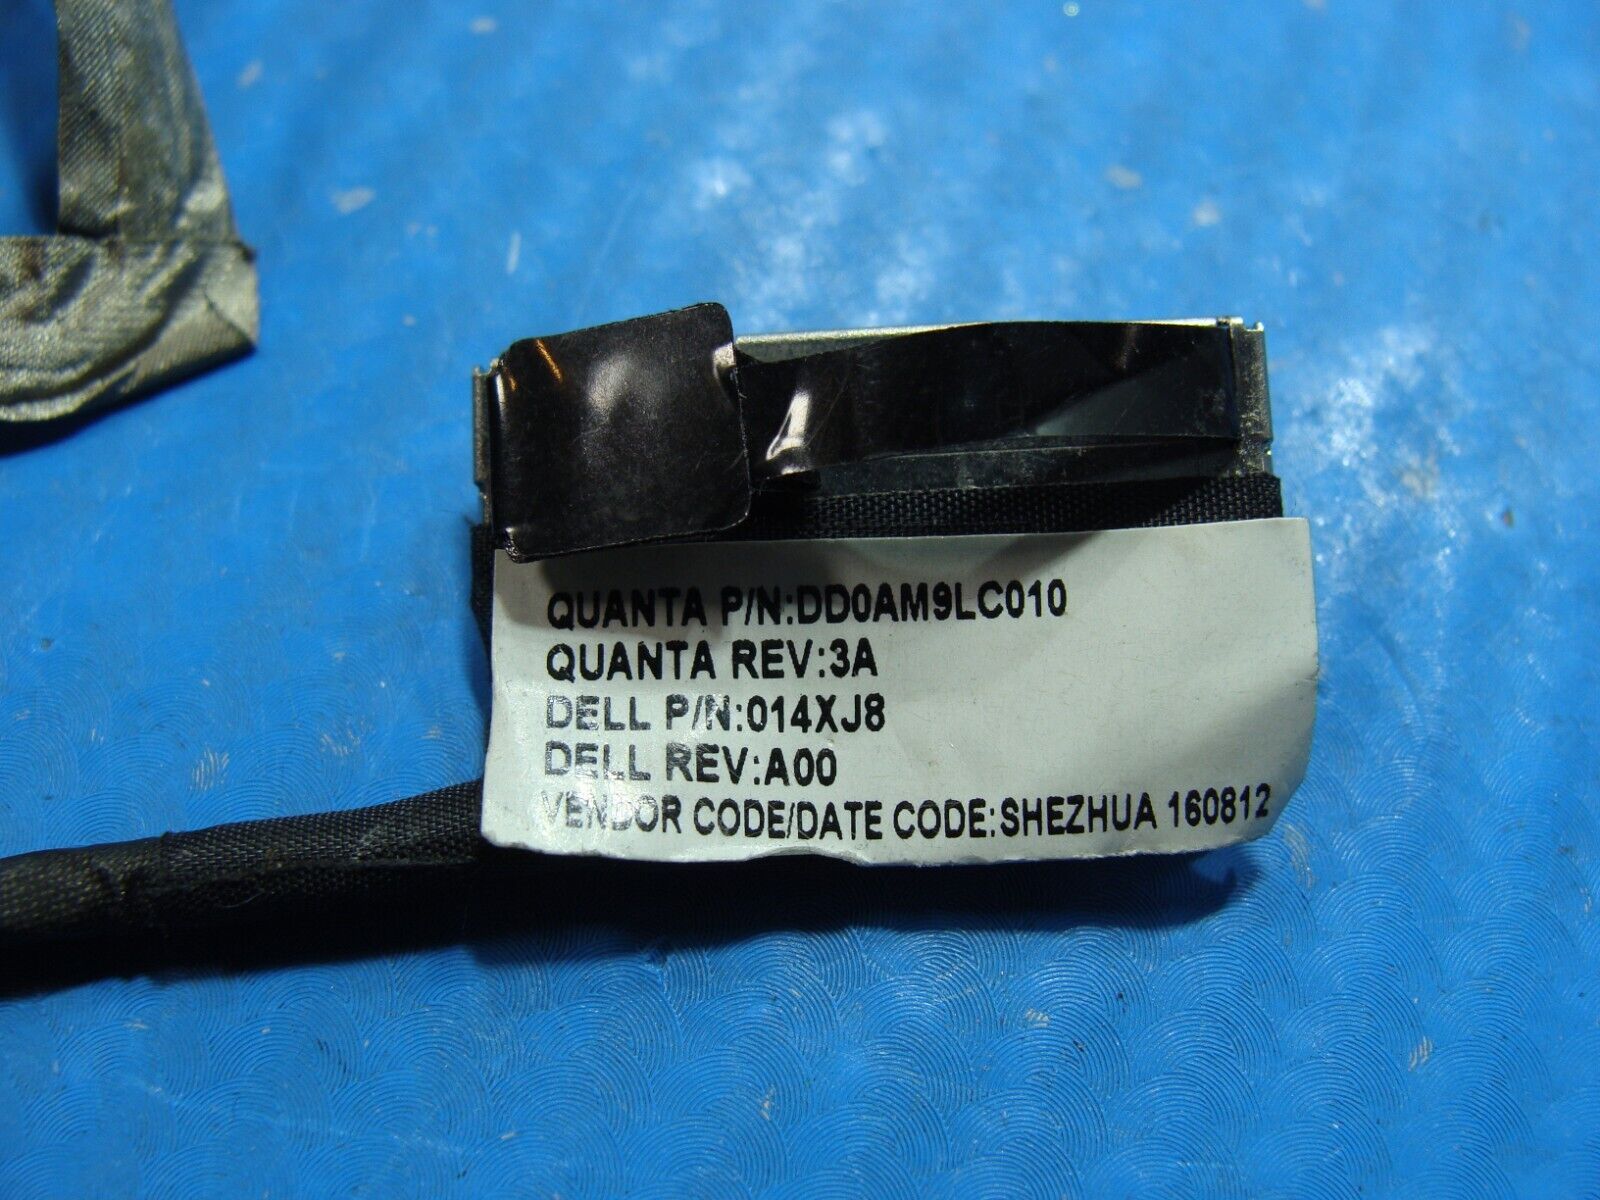 QUANTA P/N:DD0AM9LC010
QUANTA REV:3A
DELL P/N:014XJ8
DELL REV:A00
VENDOR CODE/DATE CODE:SHEZHUA 160812